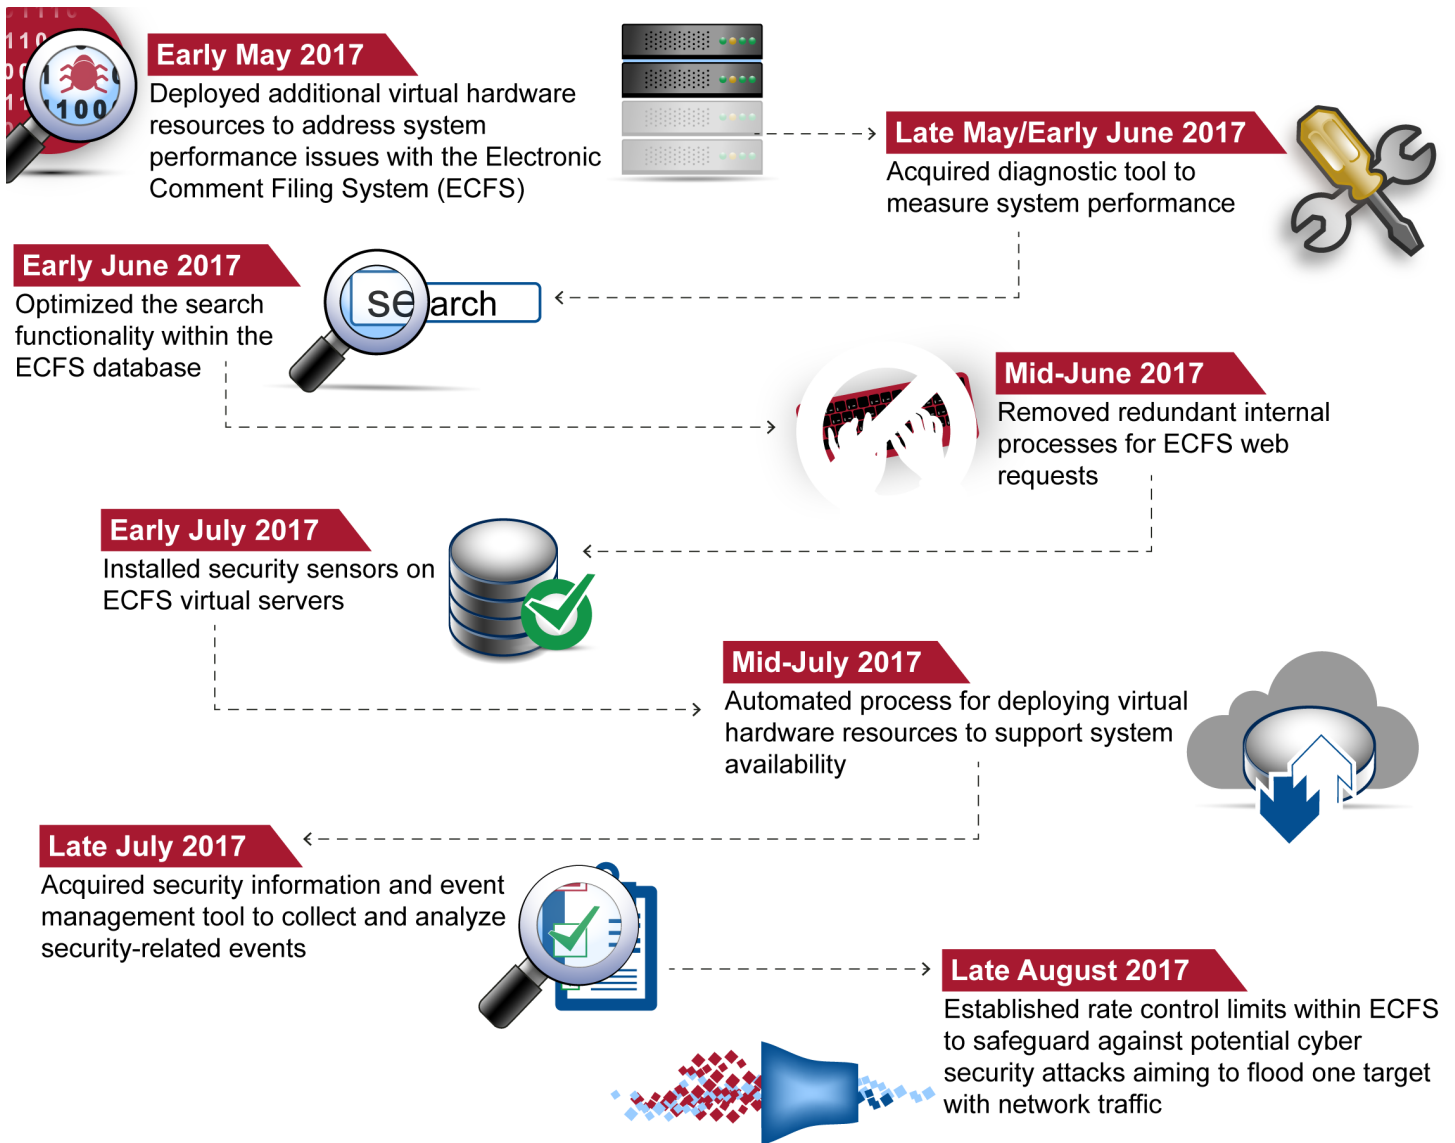 Early May 2017
Deployed additional virtual hardware
resources to address system
performance issues with the Electronic
Comment Filing System (ECFS)
Late May/Early June 2017
Acquired diagnostic tool to
measure system performance
Early June 2017
Optimized the search
functionality within the
ECFS database
search
Mid-June 2017
Removed redundant internal
processes for ECFS web
requests
Early July 2017
Installed security sensors on
ECFS virtual servers
Mid-July 2017
Automated process for deploying virtual
hardware resources to support system
availability
Late July 2017
Acquired security information and event
management tool to collect and analyze
security-related events
Late August 2017
Established rate control limits within ECFS
to safeguard against potential cyber
security attacks aiming to flood one target
with network traffic